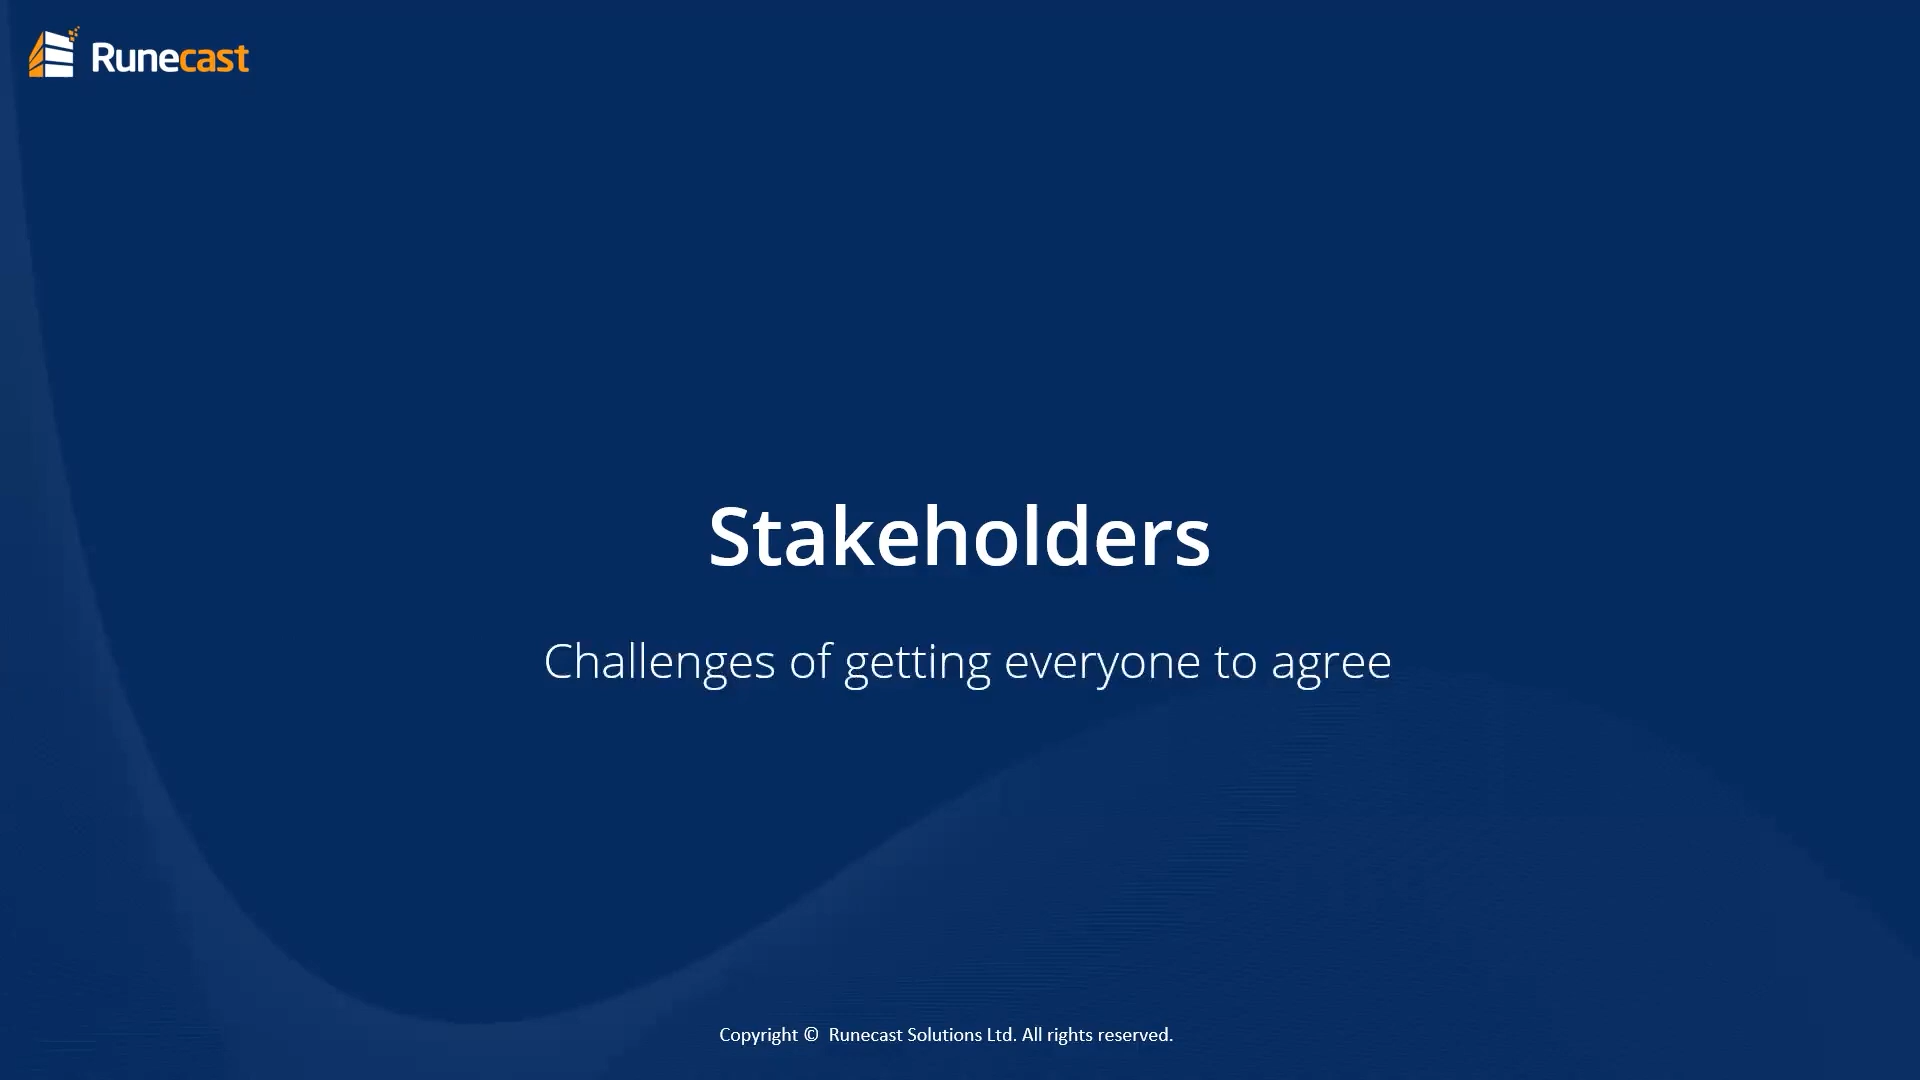 Runecast
Stakeholders
Challenges of getting everyone to agree
Copyright © Runecast Solutions Ltd. All rights reserved.